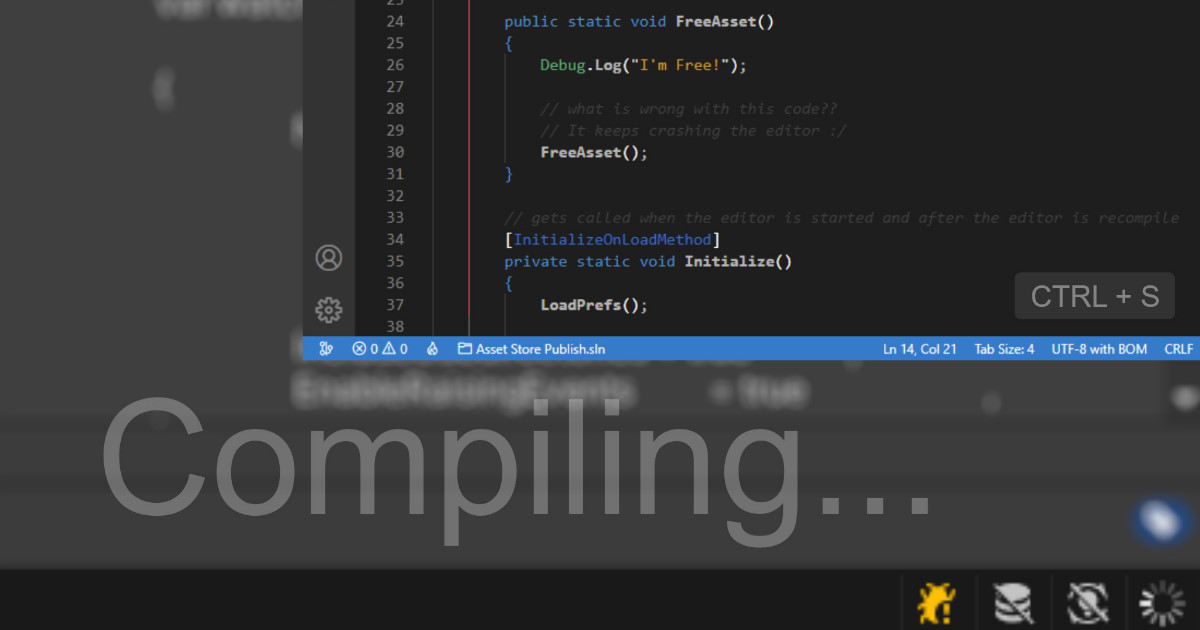 24 public static void FreeAsset()
25 {
26 Debug.Log("I'm Free!");
27
28 // what is wrong with this code??
29 // It keeps crashing the editor :/
30 FreeAsset();
31 }
32
33 // gets called when the editor is started and after the editor is recompile
34 [InitializeOnLoadMethod]
35 private static void Initialize()
36 {
37 LoadPrefs();
38
CTRL + S
0 0 Asset Store Publish.sln Ln 14, Col 21 Tab Size: 4 UTF-8 with BOM CRLF
EnableRaisingEvents = true
Compiling...